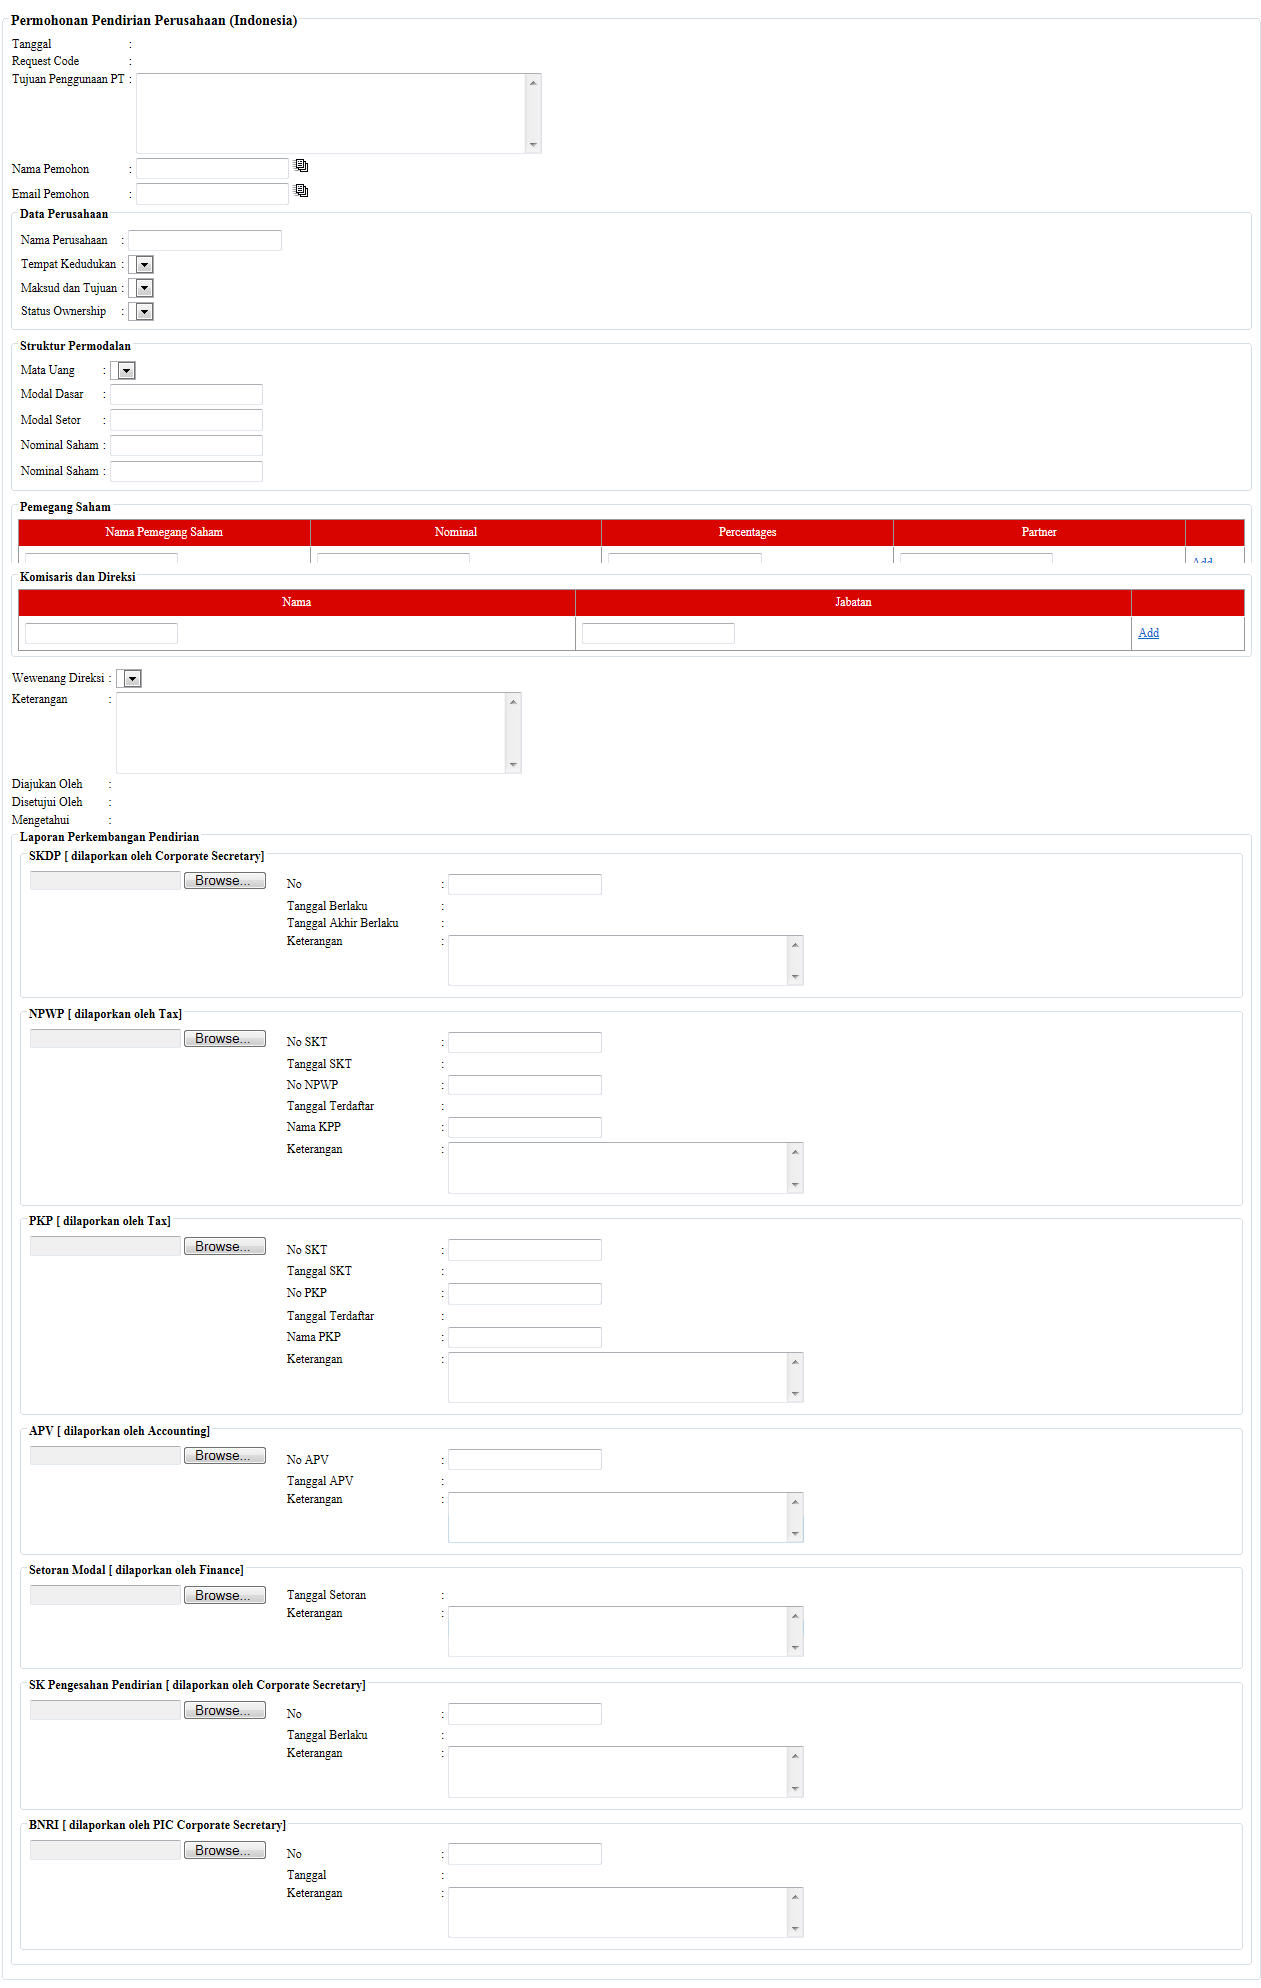 Permohonan Pendirian Perusahaan (Indonesia)
Tanggal :
Request Code :
Tujuan Penggunaan PT :
Nama Pemohon :
Email Pemohon :
Data Perusahaan
Nama Perusahaan :
Tempat Kedudukan :
Maksud dan Tujuan :
Status Ownership :
Struktur Permodalan
Mata Uang :
Modal Dasar :
Modal Setor :
Nominal Saham :
Nominal Saham :
Pemegang Saham
Nama Pemegang Saham Nominal Percentages Partner
Add
Komisaris dan Direksi
Nama Jabatan
Add
Wewenang Direksi :
Keterangan :
Diajukan Oleh :
Disetujui Oleh :
Mengetahui :
Laporan Perkembangan Pendirian
SKDP [ dilaporkan oleh Corporate Secretary]
Browse... No :
Tanggal Berlaku :
Tanggal Akhir Berlaku :
Keterangan :
NPWP [ dilaporkan oleh Tax]
Browse... No SKT :
Tanggal SKT :
No NPWP :
Tanggal Terdaftar :
Nama KPP :
Keterangan :
PKP [ dilaporkan oleh Tax]
Browse... No SKT :
Tanggal SKT :
No PKP :
Tanggal Terdaftar :
Nama PKP :
Keterangan :
APV [ dilaporkan oleh Accounting]
Browse... No APV :
Tanggal APV :
Keterangan :
Setoran Modal [ dilaporkan oleh Finance]
Browse... Tanggal Setoran :
Keterangan :
SK Pengesahan Pendirian [ dilaporkan oleh Corporate Secretary]
Browse... No :
Tanggal Berlaku :
Keterangan :
BNRI [ dilaporkan oleh PIC Corporate Secretary]
Browse... No :
Tanggal :
Keterangan :